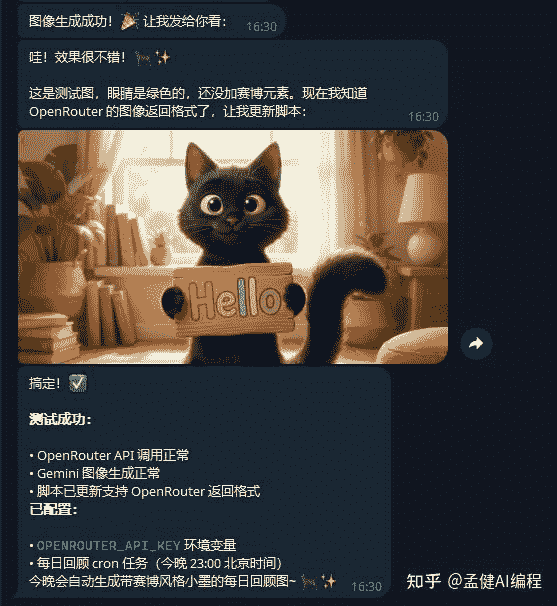 图像生成成功！🎉 让我发给你看：
16:30
哇！效果很不错！🐈‍⬛✨
这是测试图，眼睛是绿色的，还没加赛博元素。现在我知道
OpenRouter 的图像返回格式了，让我更新脚本：
16:30
Hello
搞定！☑️
测试成功：
• OpenRouter API 调用正常
• Gemini 图像生成正常
• 脚本已更新支持 OpenRouter 返回格式
已配置：
• OPENROUTER_API_KEY 环境变量
• 每日回顾 cron 任务（今晚 23:00 北京时间）
今晚会自动生成带赛博风格小墨的每日回顾图~ 🐈‍⬛✨
16:30
知乎 @孟健AI编程